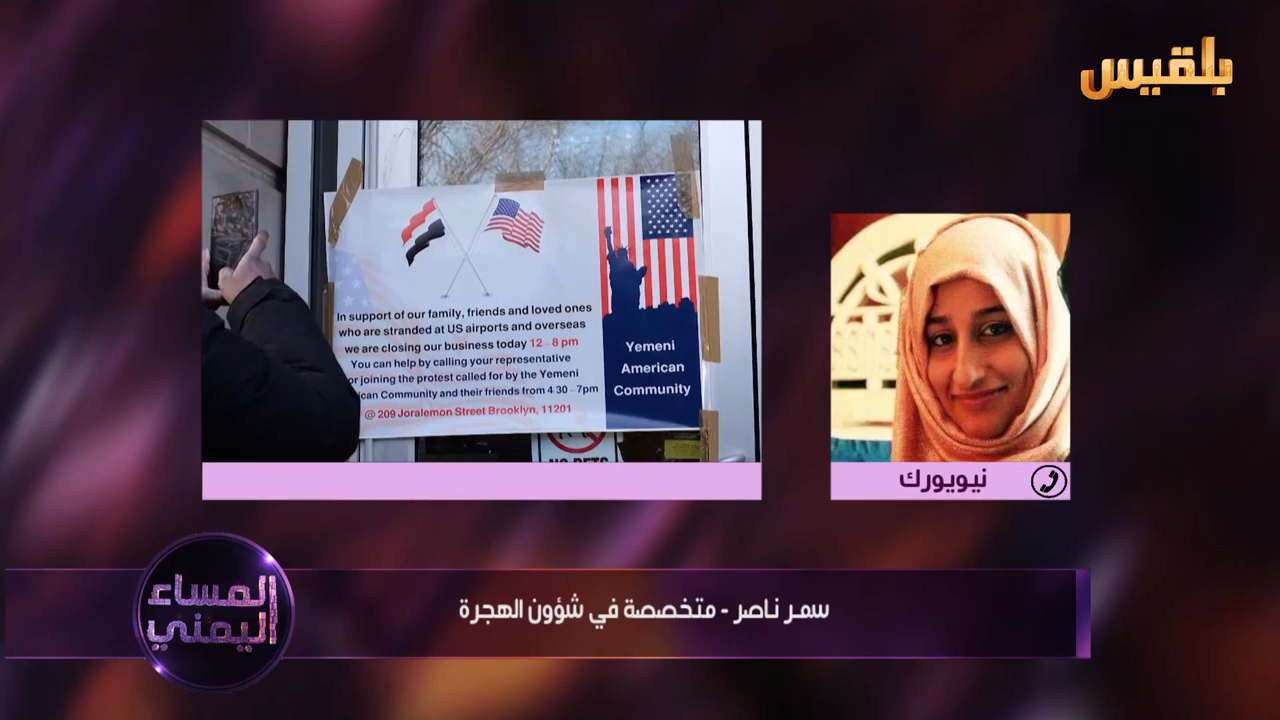 بلقيس
In support of our family, friends and loved ones
who are stranded at US airports and overseas
we are closing our business today 12 - 8 pm
You can help by calling your representative
or joining the protest called for by the Yemeni
ican Community and their friends from 4:30 - 7pm
@ 209 Joralemon Street Brooklyn, 11201
Yemeni
American
Community
NO PETS
نيويورك
سمر ناصر - متخصصة في شؤون الهجرة
المساء
اليمني